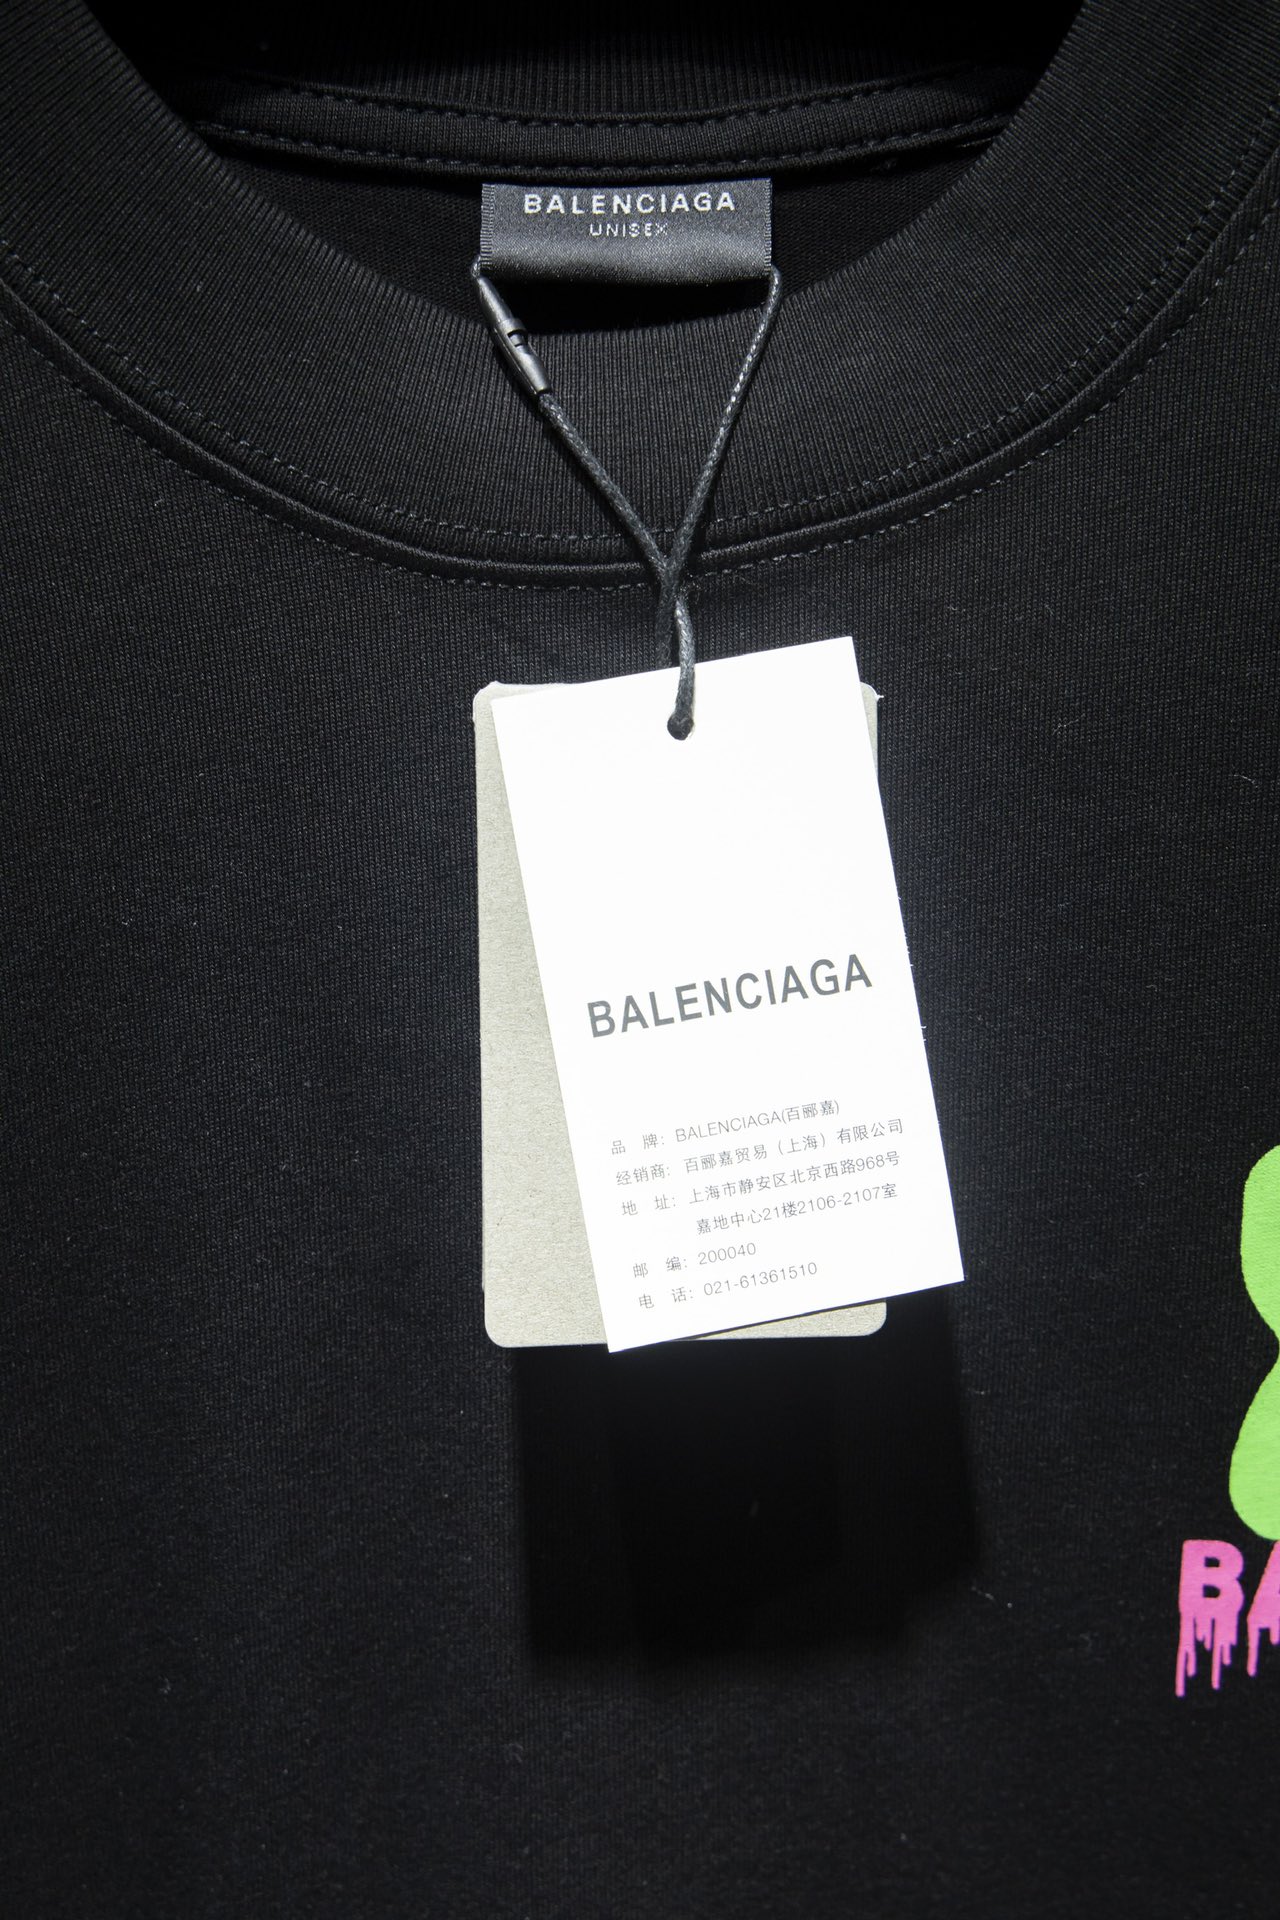 BALENCIAGA
UNISEX
BALENCIAGA
品 牌：BALENCIAGA(百郦嘉)
经销商：百郦嘉贸易（上海）有限公司
地 址：上海市静安区北京西路968号
嘉地中心21楼2106-2107室
邮 编：200040
电 话：021-61361510
BA